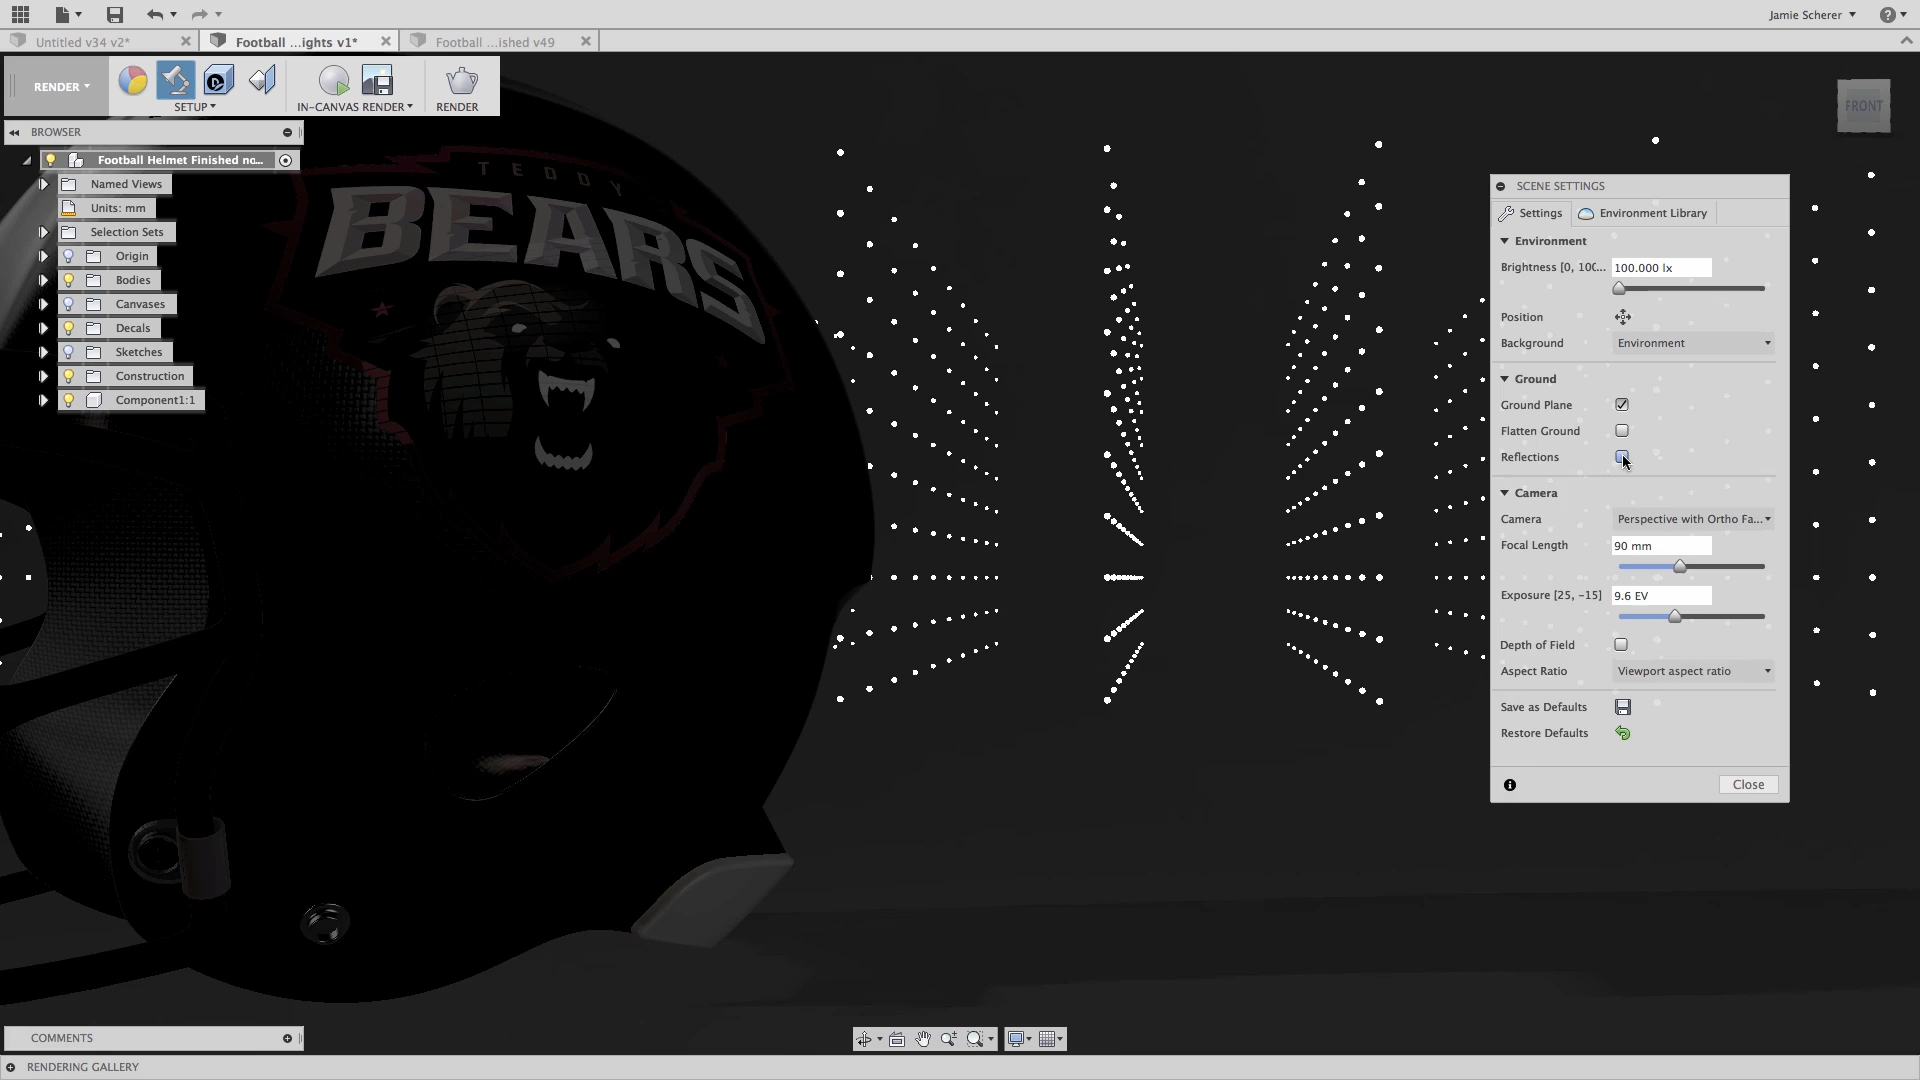 Jamie Scherer
Untitled v34 v2*
Football ...ights v1*
Football ...ished v49
RENDER
SETUP
IN-CANVAS RENDER
RENDER
FRONT
BROWSER
Football Helmet Finished no...
Named Views
Units: mm
Selection Sets
Origin
Bodies
Canvases
Decals
Sketches
Construction
Component1:1
TEDDY
BEARS
SCENE SETTINGS
Settings
Environment Library
Environment
Brightness [0, 100... 100.000 lx
Position
Background Environment
Ground
Ground Plane
Flatten Ground
Reflections
Camera
Camera Perspective with Ortho Fa...
Focal Length 90 mm
Exposure [25, -15] 9.6 EV
Depth of Field
Aspect Ratio Viewport aspect ratio
Save as Defaults
Restore Defaults
Close
COMMENTS
RENDERING GALLERY